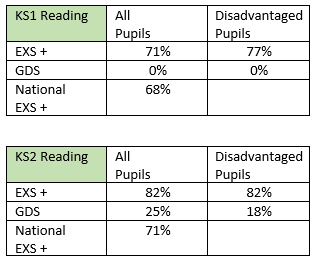 KS1 Reading All Pupils Disadvantaged Pupils
EXS + 71% 77%
GDS 0% 0%
National EXS + 68%
KS2 Reading All Pupils Disadvantaged Pupils
EXS + 82% 82%
GDS 25% 18%
National EXS + 71%